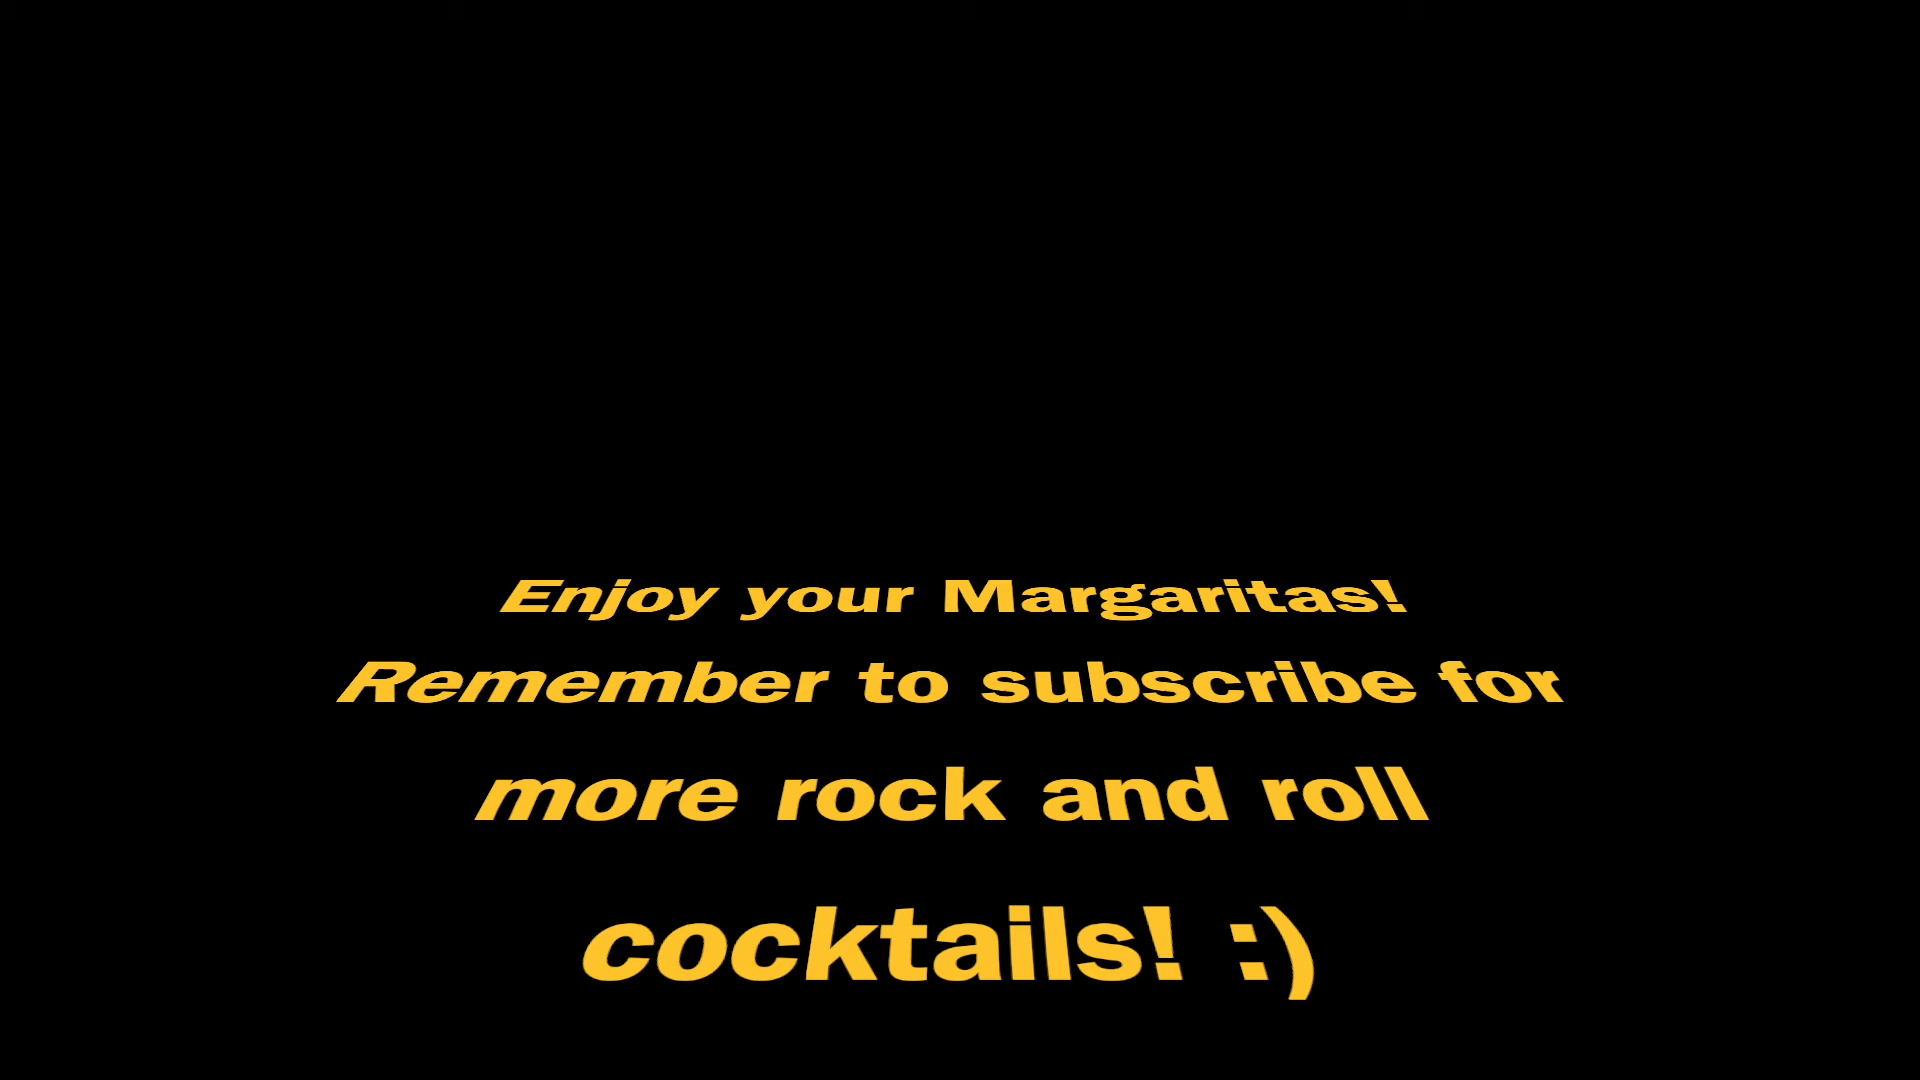 Enjoy your Margaritas!
Remember to subscribe for
more rock and roll
cocktails! :)